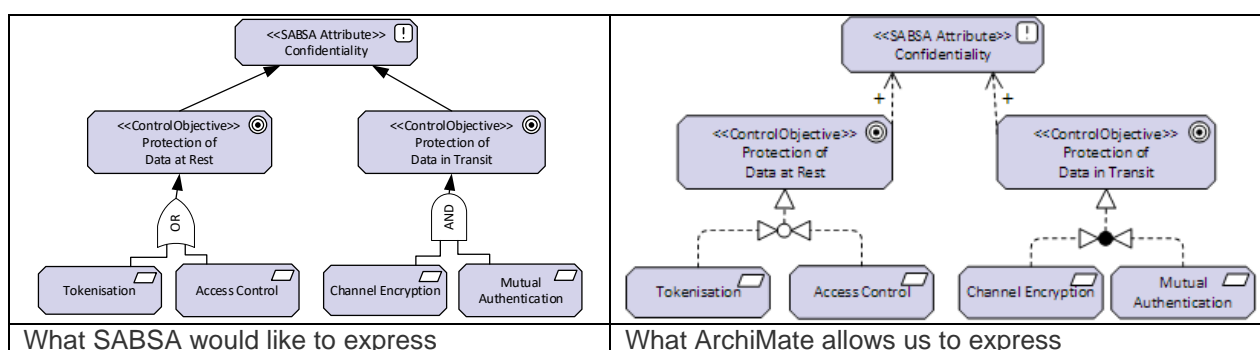 <<SABSA Attribute>>
Confidentiality
<<ControlObjective>>
Protection of
Data at Rest
<<ControlObjective>>
Protection of
Data in Transit
OR
AND
Tokenisation
Access Control
Channel Encryption
Mutual
Authentication
What SABSA would like to express
<<SABSA Attribute>>
Confidentiality
+
+
<<ControlObjective>>
Protection of
Data at Rest
<<ControlObjective>>
Protection of
Data in Transit
Tokenisation
Access Control
Channel Encryption
Mutual
Authentication
What ArchiMate allows us to express